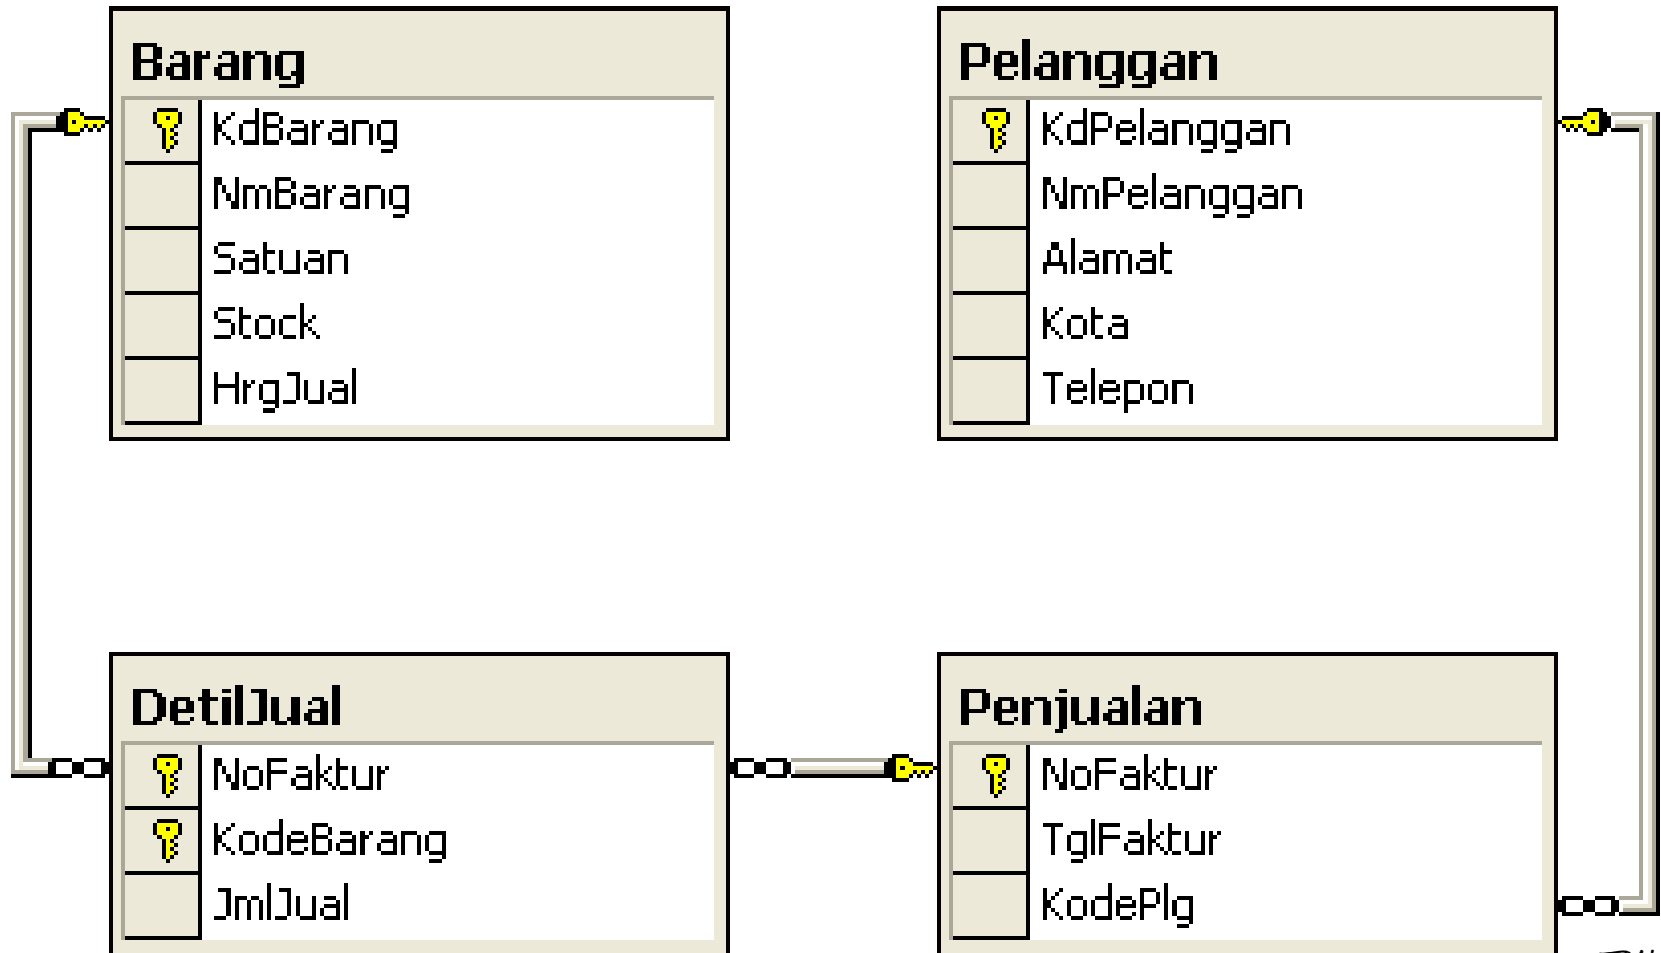 Barang
KdBarang
NmBarang
Satuan
Stock
HrgJual
Pelanggan
KdPelanggan
NmPelanggan
Alamat
Kota
Telepon
DetilJual
NoFaktur
KodeBarang
JmlJual
Penjualan
NoFaktur
TglFaktur
KodePlg